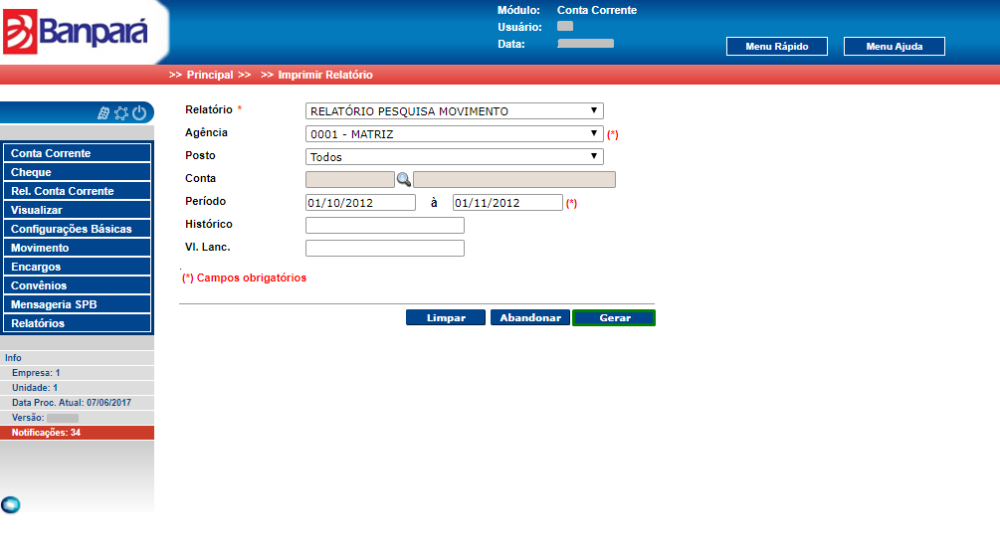 Banpará
Módulo: Conta Corrente
Usuário:
Data:
Menu Rápido Menu Ajuda
>> Principal >> >> Imprimir Relatório
Conta Corrente
Cheque
Rel. Conta Corrente
Visualizar
Configurações Básicas
Movimento
Encargos
Convênios
Mensageria SPB
Relatórios
Info
Empresa: 1
Unidade: 1
Data Proc. Atual: 07/06/2017
Versão:
Notificações: 34
Relatório * RELATÓRIO PESQUISA MOVIMENTO
Agência 0001 - MATRIZ (*)
Posto Todos
Conta
Período 01/10/2012 à 01/11/2012 (*)
Histórico
Vl. Lanc.
(*) Campos obrigatórios
Limpar Abandonar Gerar